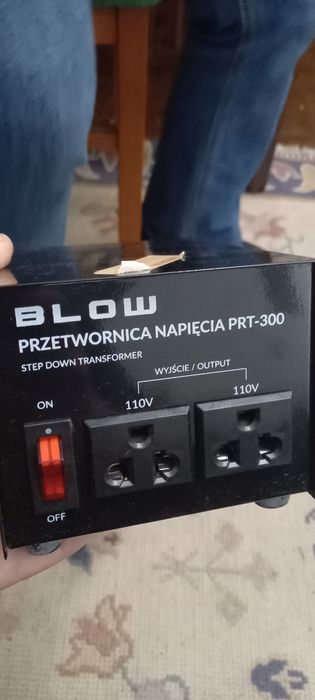 BLOW
PRZETWORNICA NAPIĘCIA PRT-300
STEP DOWN TRANSFORMER
WYJŚCIE / OUTPUT
ON
110V
110V
OFF